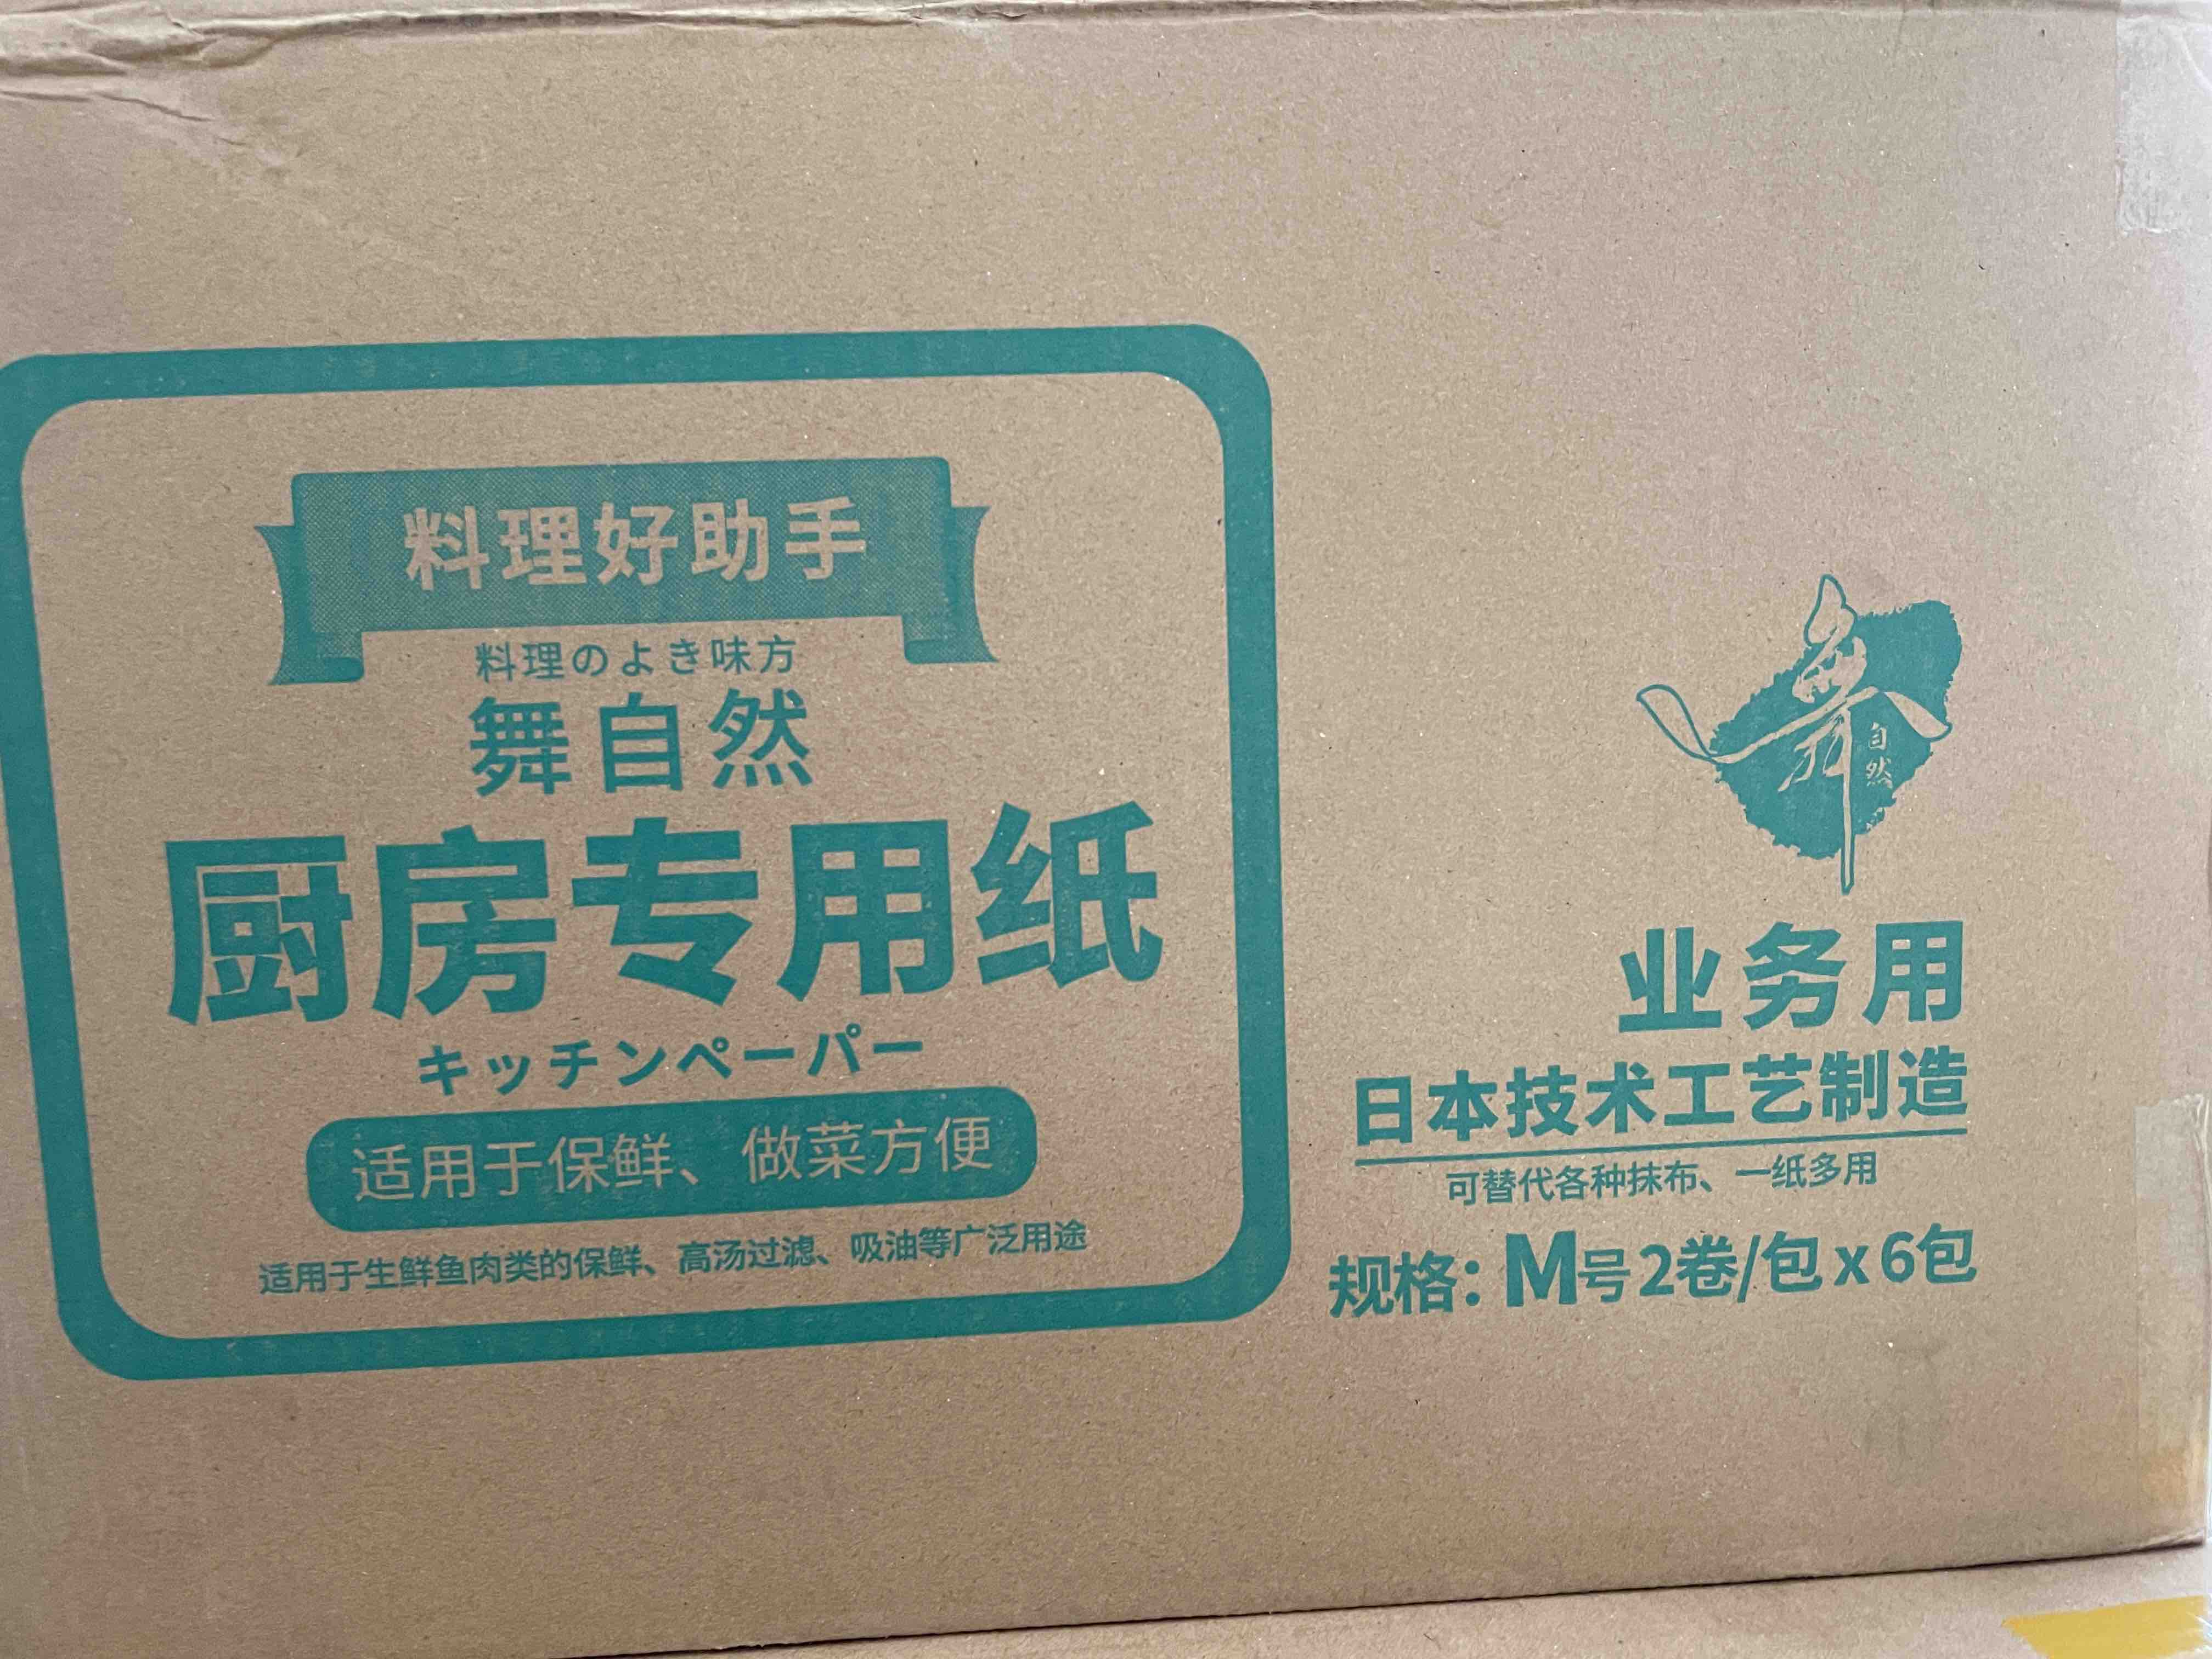 料理好助手
料理のよき味方
舞自然
厨房专用纸
キッチンペーパー
适用于保鲜、做菜方便
适用于生鲜鱼肉类的保鲜、高汤过滤、吸油等广泛用途
舞
自然
业务用
日本技术工艺制造
可替代各种抹布、一纸多用
规格：M号2卷/包x6包